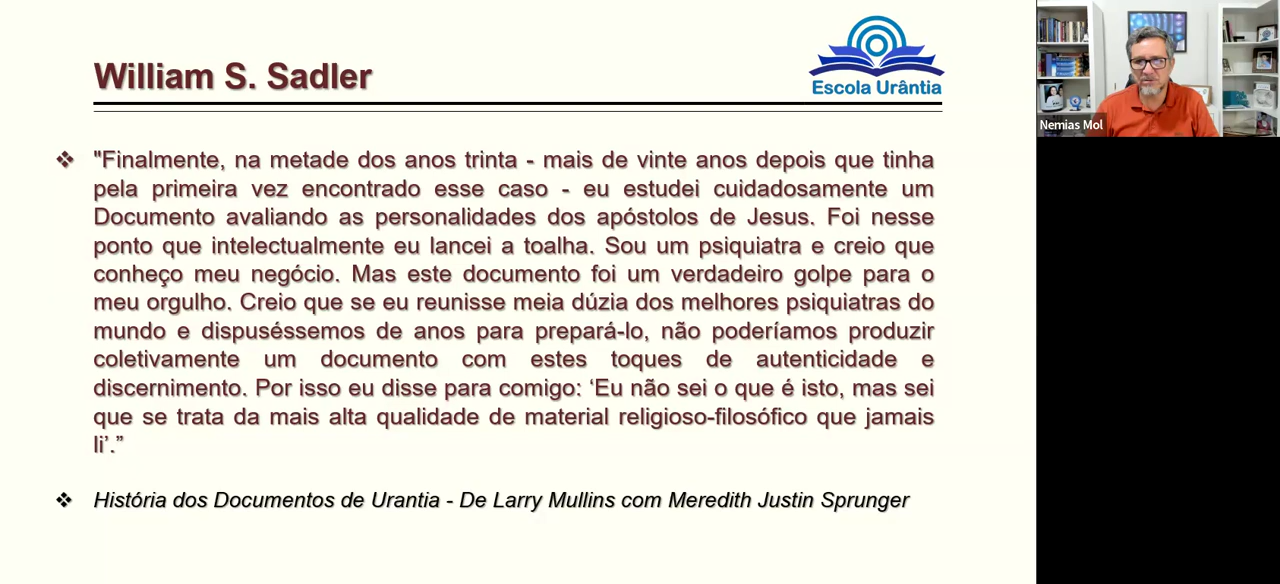 William S. Sadler
Escola Urântia
Nemias Mol
❖ "Finalmente, na metade dos anos trinta - mais de vinte anos depois que tinha
pela primeira vez encontrado esse caso - eu estudei cuidadosamente um
Documento avaliando as personalidades dos apóstolos de Jesus. Foi nesse
ponto que intelectualmente eu lancei a toalha. Sou um psiquiatra e creio que
conheço meu negócio. Mas este documento foi um verdadeiro golpe para o
meu orgulho. Creio que se eu reunisse meia dúzia dos melhores psiquiatras do
mundo e dispuséssemos de anos para prepará-lo, não poderíamos produzir
coletivamente um documento com estes toques de autenticidade e
discernimento. Por isso eu disse para comigo: ‘Eu não sei o que é isto, mas sei
que se trata da mais alta qualidade de material religioso-filosófico que jamais
li’.”
❖ História dos Documentos de Urantia - De Larry Mullins com Meredith Justin Sprunger